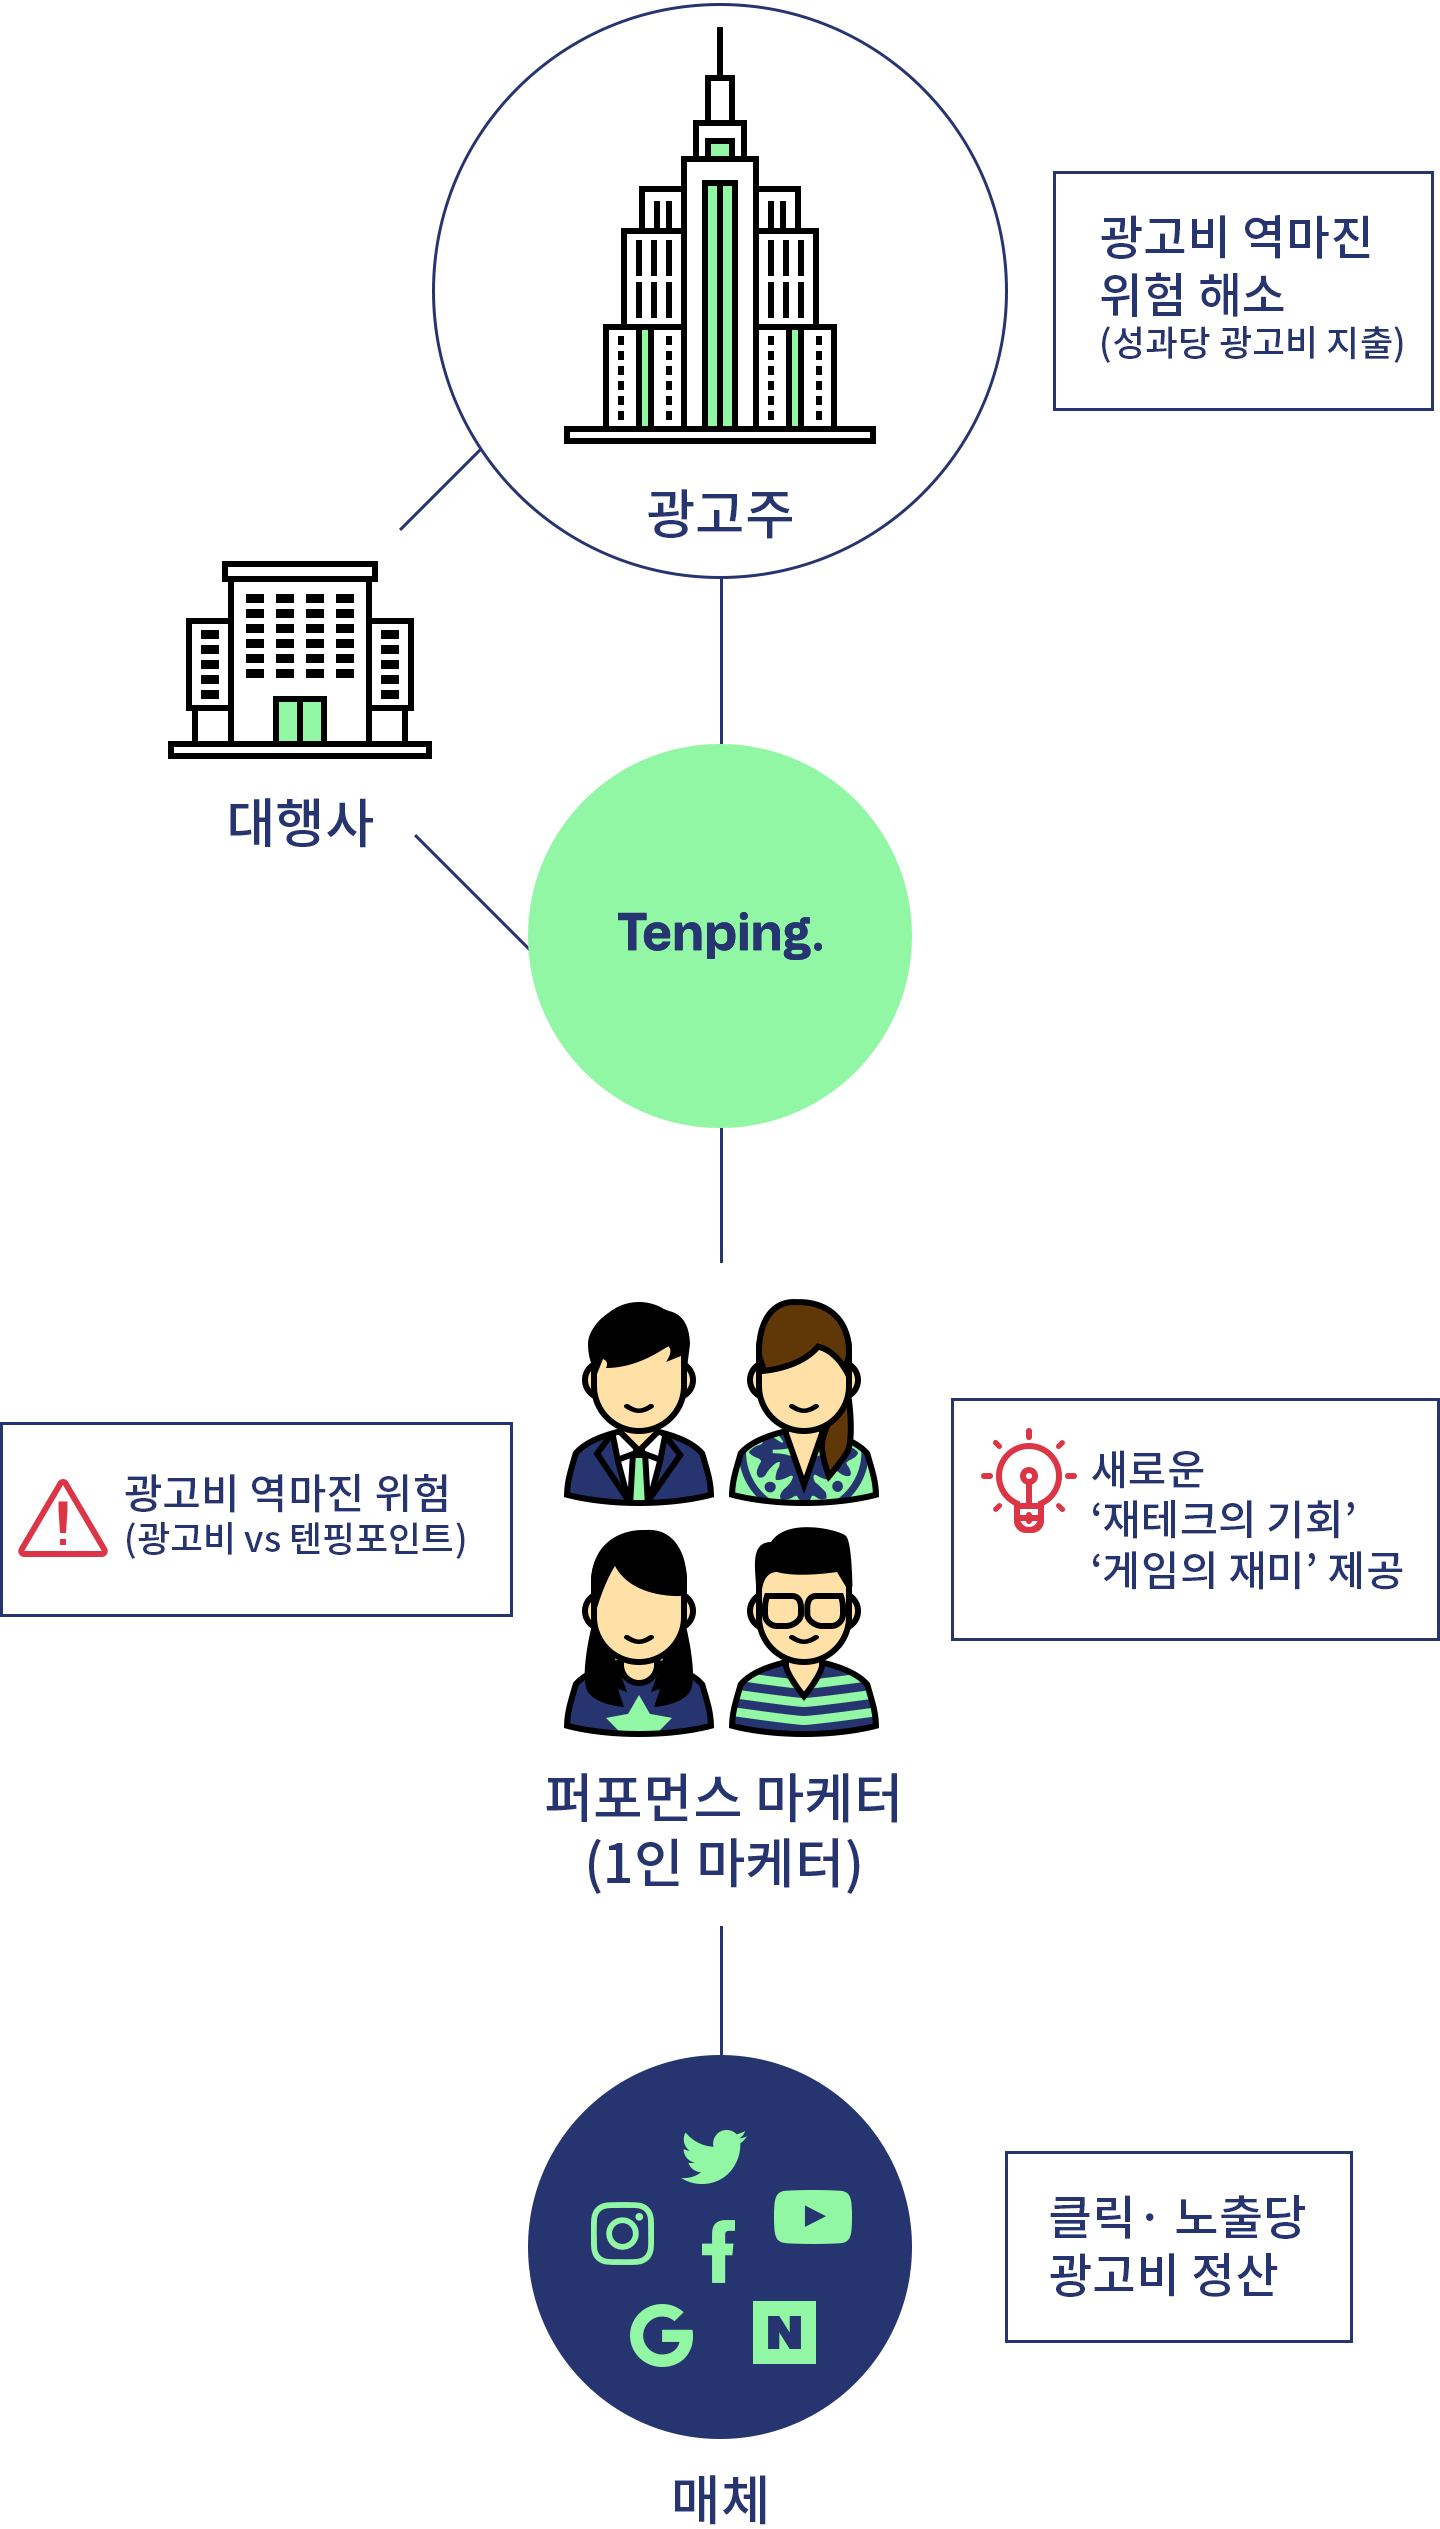 광고비 역마진
위험 해소
(성과당 광고비 지출)
광고주
대행사
Tenping.
광고비 역마진 위험
(광고비 vs 텐핑포인트)
새로운
‘재테크의 기회’
‘게임의 재미’ 제공
퍼포먼스 마케터
(1인 마케터)
클릭· 노출당
광고비 정산
매체